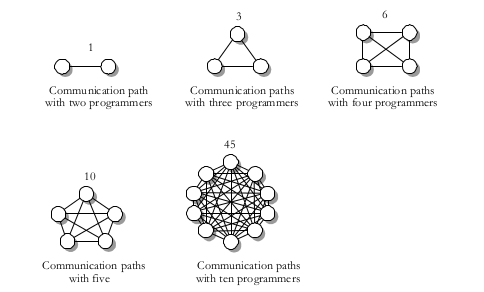 1
Communication path
with two programmers
3
Communication paths
with three programmers
6
Communication paths
with four programmers
10
Communication paths
with five
45
Communication paths
with ten programmers